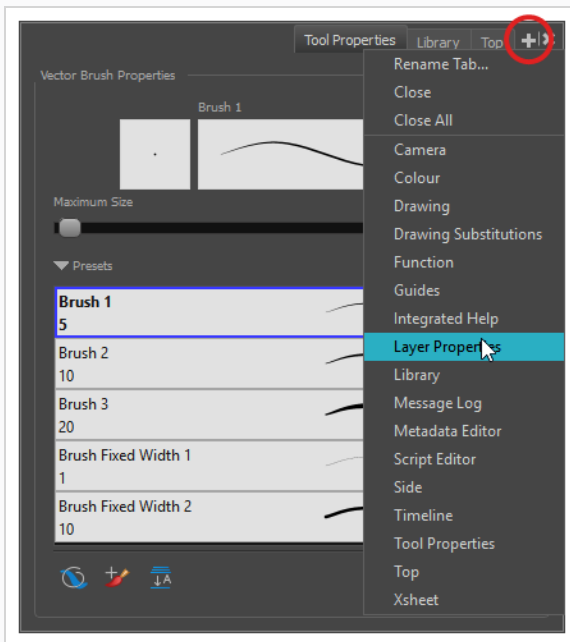 Tool Properties Library Top
Vector Brush Properties
Brush 1
Maximum Size
Presets
Brush 1
5
Brush 2
10
Brush 3
20
Brush Fixed Width 1
1
Brush Fixed Width 2
10
Rename Tab...
Close
Close All
Camera
Colour
Drawing
Drawing Substitutions
Function
Guides
Integrated Help
Layer Properties
Library
Message Log
Metadata Editor
Script Editor
Side
Timeline
Tool Properties
Top
Xsheet